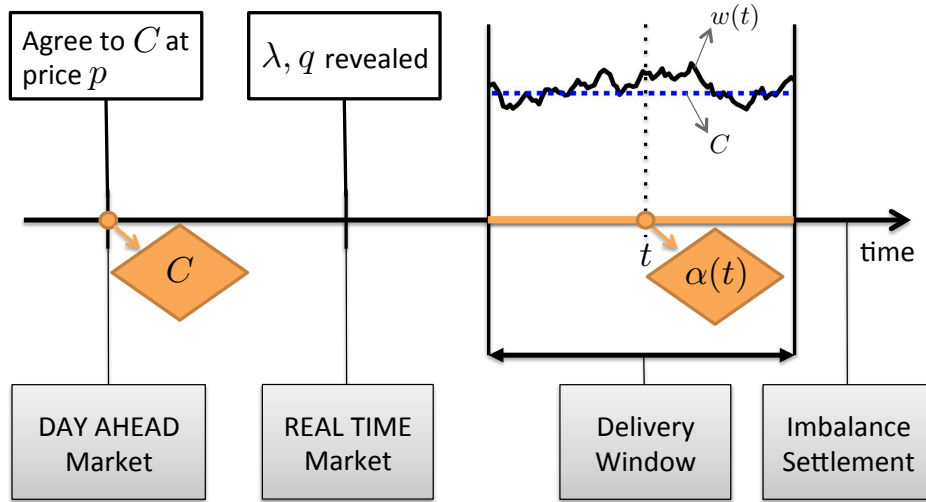 Agree to C at
price p
λ, q revealed
w(t)
C
time
C
t
α(t)
DAY AHEAD
Market
REAL TIME
Market
Delivery
Window
Imbalance
Settlement